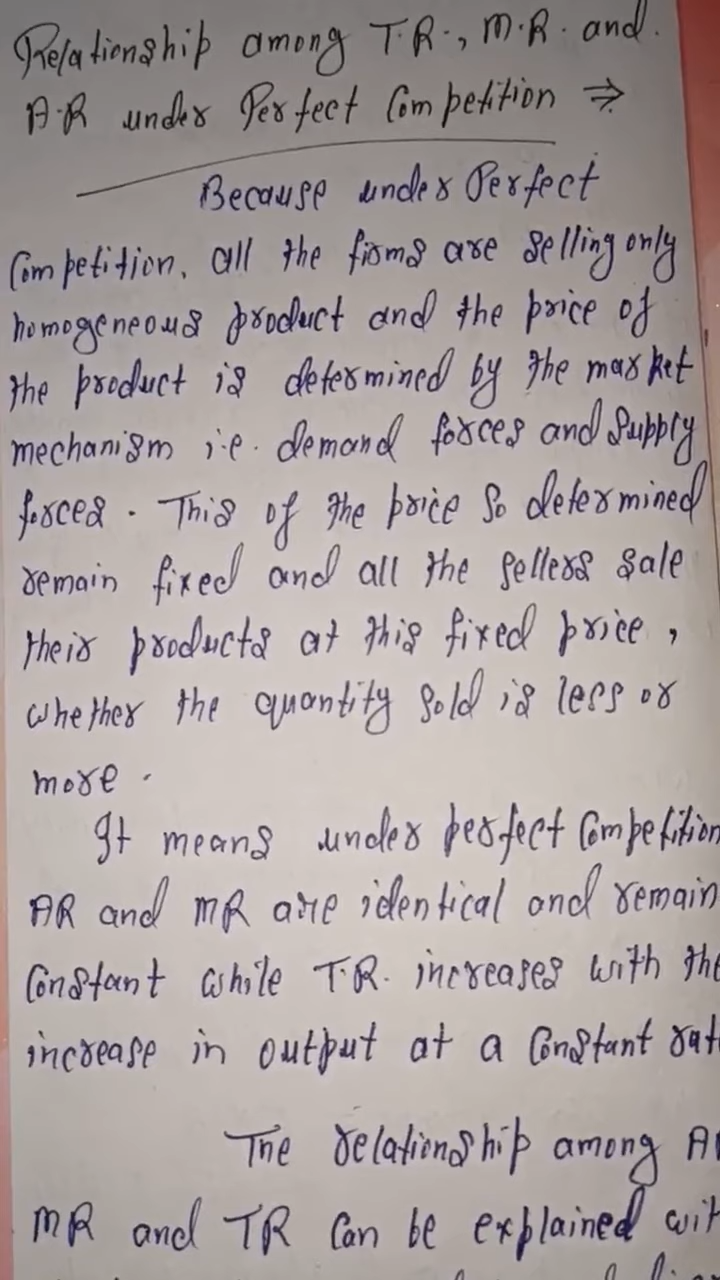 Relationship among T.R., M.R. and.
A.R under Perfect Competition ⇒
Because under Perfect
Competition, all the firms are selling only
homogeneous product and the price of
the product is determined by the market
mechanism i.e. demand forces and Supply
forces. This of the price so determined
remain fixed and all the sellers sale
their products at this fixed price,
whether the quantity sold is less or
more.
It means under perfect Competition
AR and MR are identical and remain
Constant while T.R. increases with the
increase in output at a Constant rat
The relationship among A
MR and TR Can be explained wit